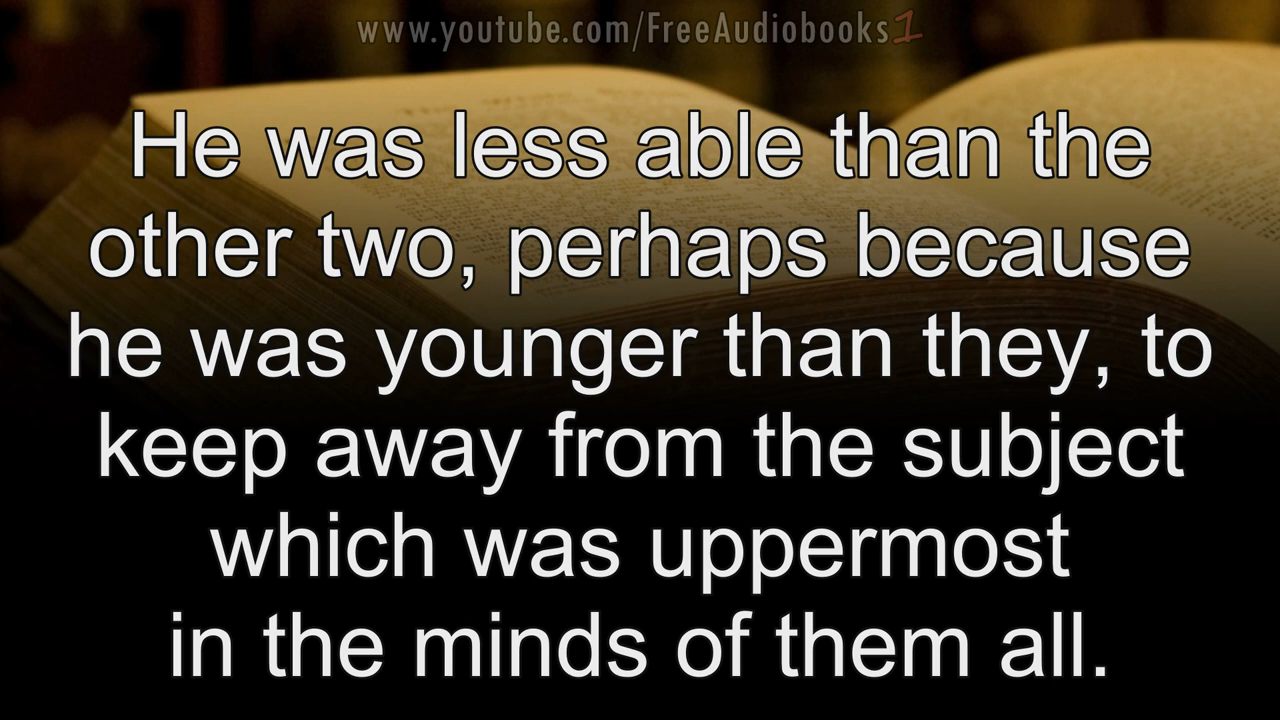 www.youtube.com/FreeAudiobooks1
He was less able than the
other two, perhaps because
he was younger than they, to
keep away from the subject
which was uppermost
in the minds of them all.